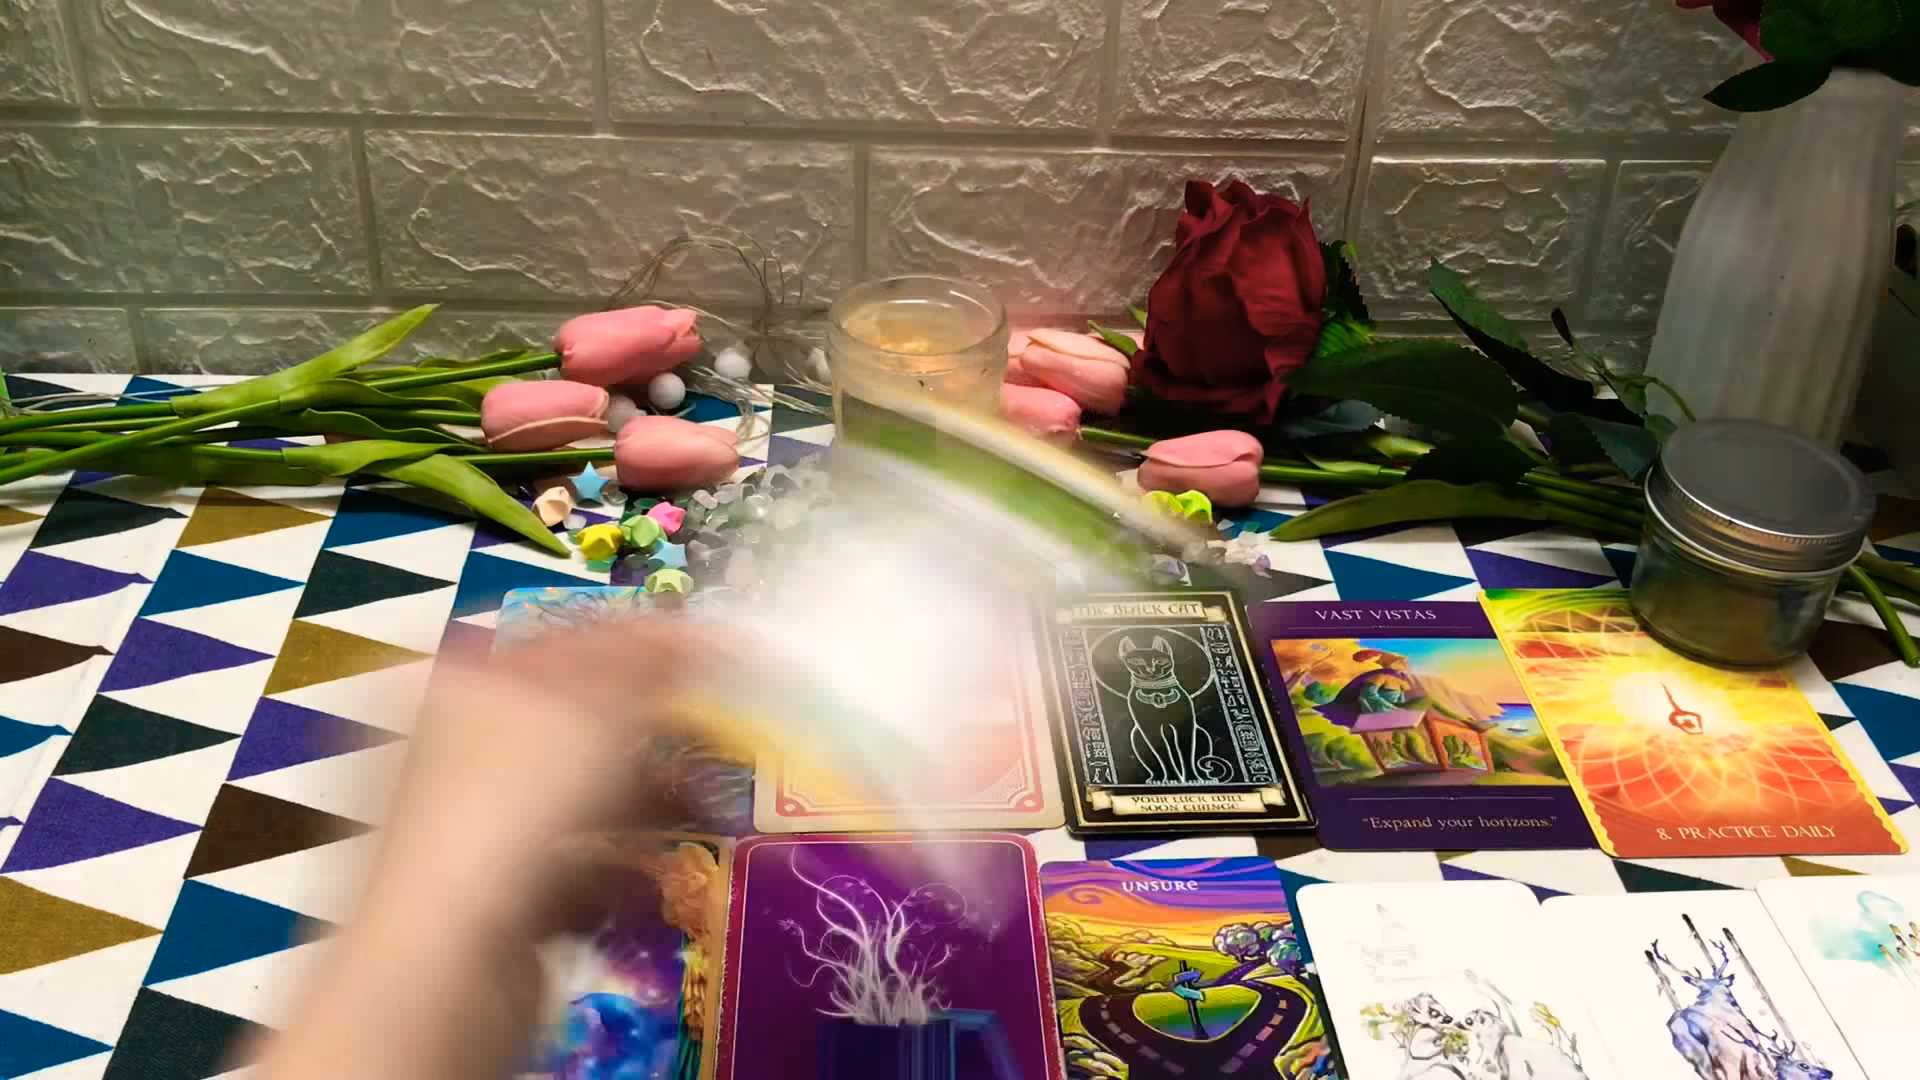 THE BLACK CAT
YOUR LUCK WILL
SOON CHANGE
VAST VISTAS
"Expand your horizons."
8. PRACTICE DAILY
UNSURE